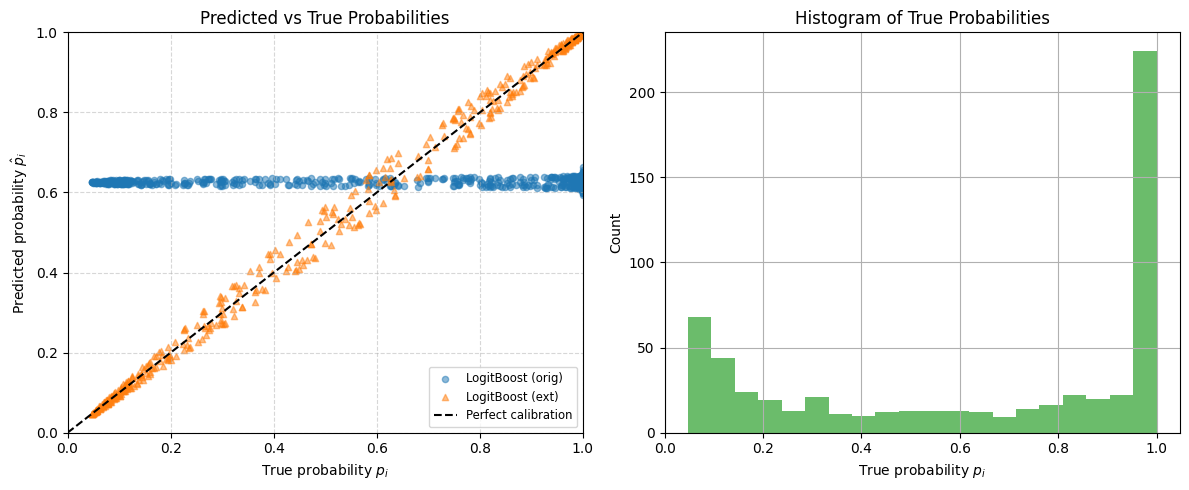 Predicted vs True Probabilities
1.0
0.8
0.6
0.4
0.2
0.0
Predicted probability p̂ᵢ
LogitBoost (orig)
LogitBoost (ext)
Perfect calibration
0.0 0.2 0.4 0.6 0.8 1.0
True probability pᵢ
Histogram of True Probabilities
200
150
100
50
0
Count
0.0 0.2 0.4 0.6 0.8 1.0
True probability pᵢ